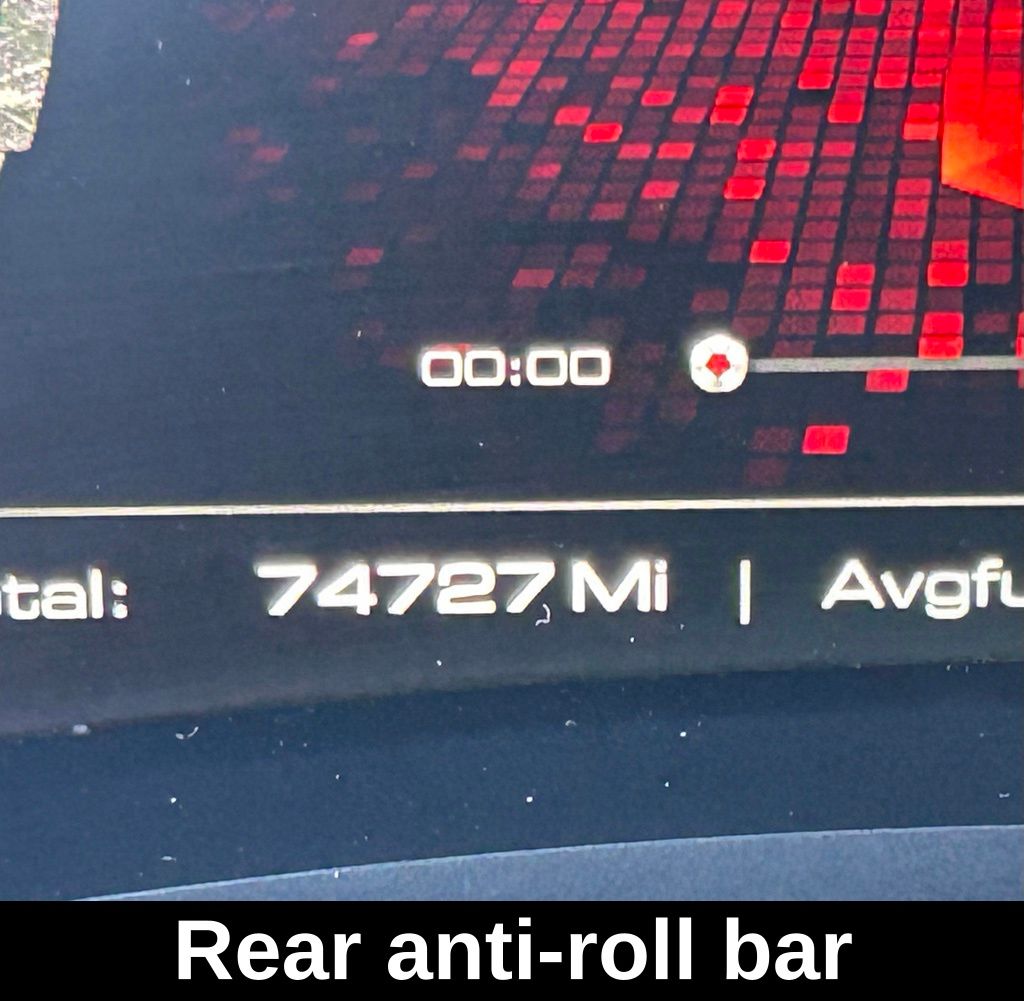 00:00
tal: 74727 Mi | Avgfu
Rear anti-roll bar